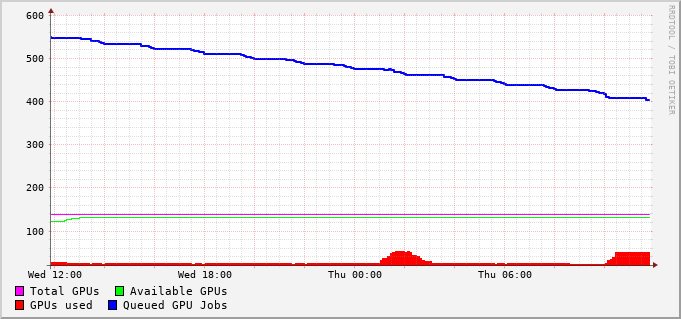 600
500
400
300
200
100
Wed 12:00 Wed 18:00 Thu 00:00 Thu 06:00
Total GPUs Available GPUs
GPUs used Queued GPU Jobs
RRDTOOL / TOBI OETIKER